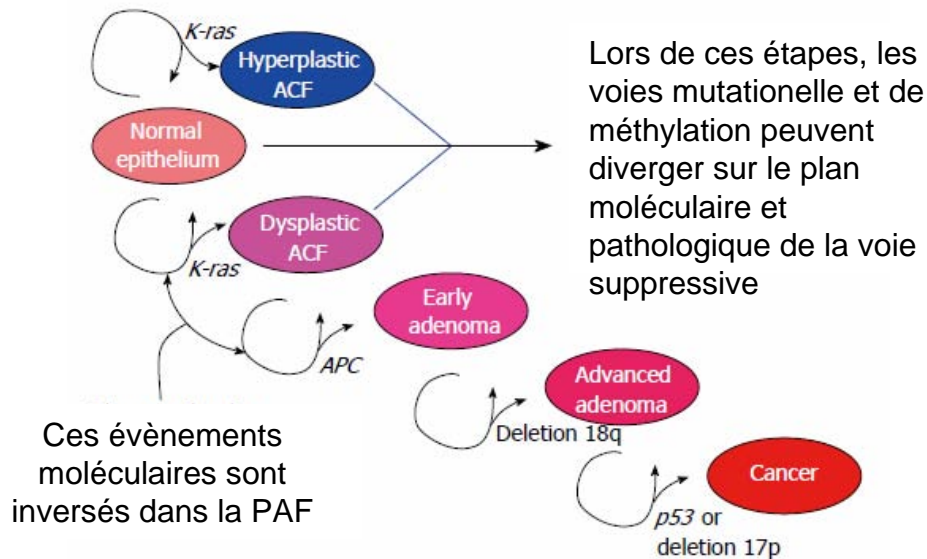 K-ras
Hyperplastic
ACF
Lors de ces étapes, les
voies mutationelle et de
méthylation peuvent
diverger sur le plan
moléculaire et
pathologique de la voie
suppressive
Normal
epithelium
Dysplastic
ACF
K-ras
Early
adenoma
APC
Advanced
adenoma
Deletion 18q
Ces évènements
moléculaires sont
inversés dans la PAF
Cancer
p53 or
deletion 17p